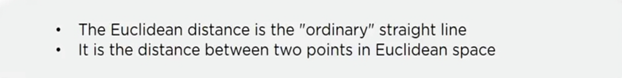 • The Euclidean distance is the "ordinary" straight line
• It is the distance between two points in Euclidean space